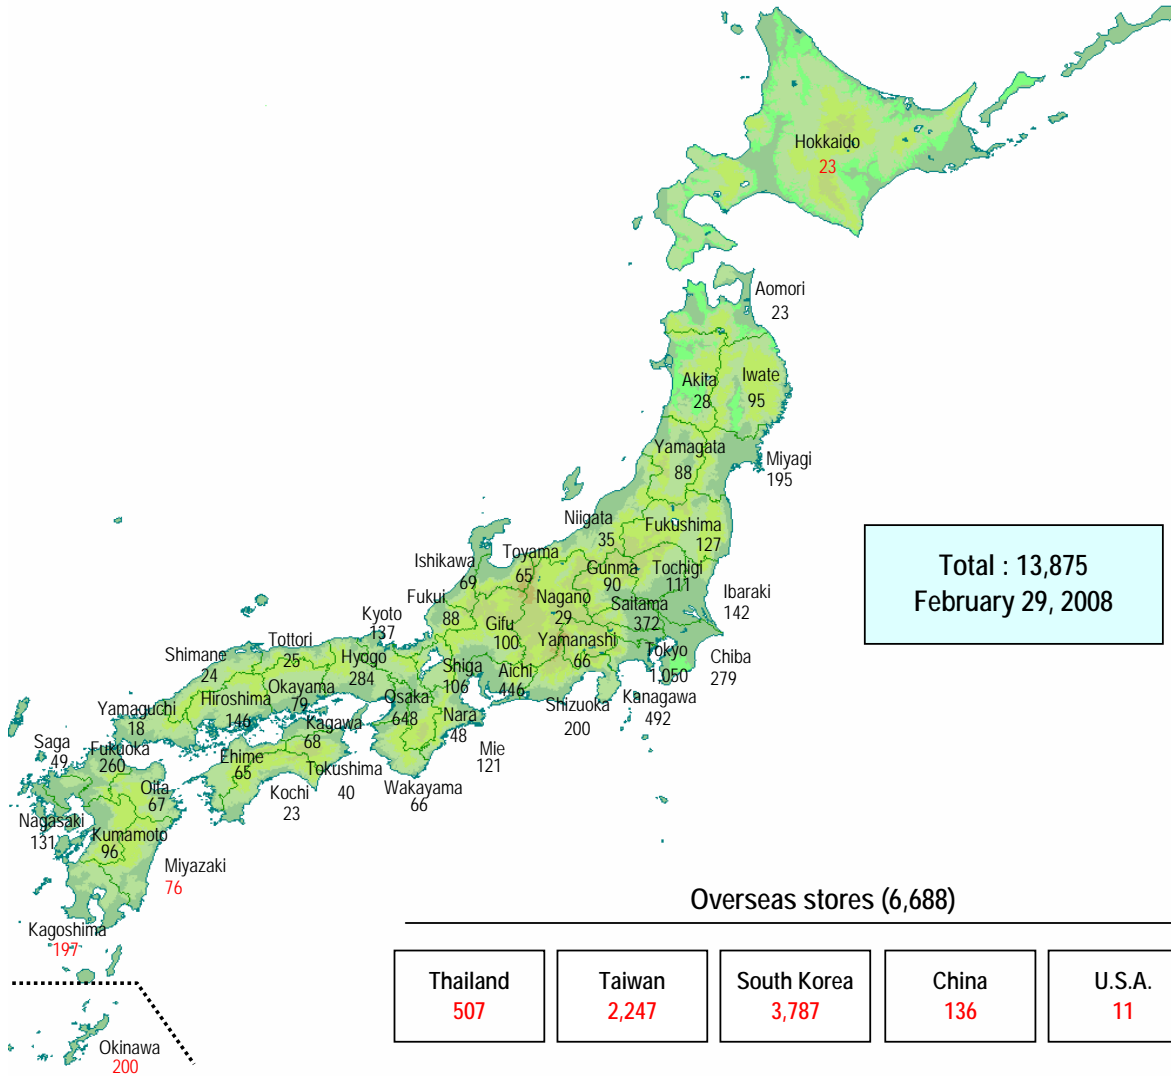 Hokkaido
23
Aomori
23
Akita
28
Iwate
95
Yamagata
88
Miyagi
195
Niigata
35
Fukushima
127
Ishikawa
69
Toyama
65
Gunma
90
Tochigi
111
Ibaraki
142
Total : 13,875
February 29, 2008
Fukui
88
Nagano
29
Saitama
372
Kyoto
137
Gifu
100
Yamanashi
66
Tokyo
1,050
Chiba
279
Shimane
24
Tottori
25
Hyogo
284
Shiga
106
Aichi
446
Shizuoka
200
Kanagawa
492
Yamaguchi
18
Hiroshima
146
Okayama
79
Osaka
648
Nara
48
Mie
121
Saga
49
Fukuoka
260
Ehime
65
Kagawa
68
Tokushima
40
Kochi
23
Wakayama
66
Oita
67
Nagasaki
131
Kumamoto
96
Miyazaki
76
Kagoshima
197
Okinawa
200
Overseas stores (6,688)
Thailand
507
Taiwan
2,247
South Korea
3,787
China
136
U.S.A.
11